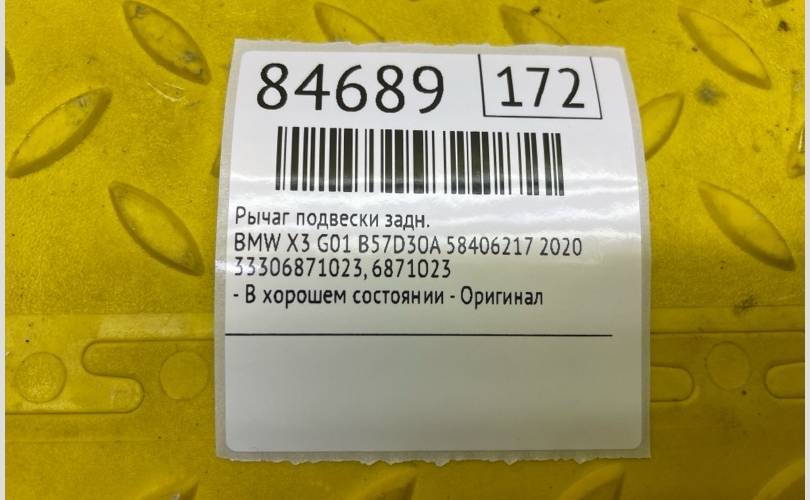 84689
172
Рычаг подвески задн.
BMW X3 G01 B57D30A 58406217 2020
33306871023, 6871023
- В хорошем состоянии - Оригинал